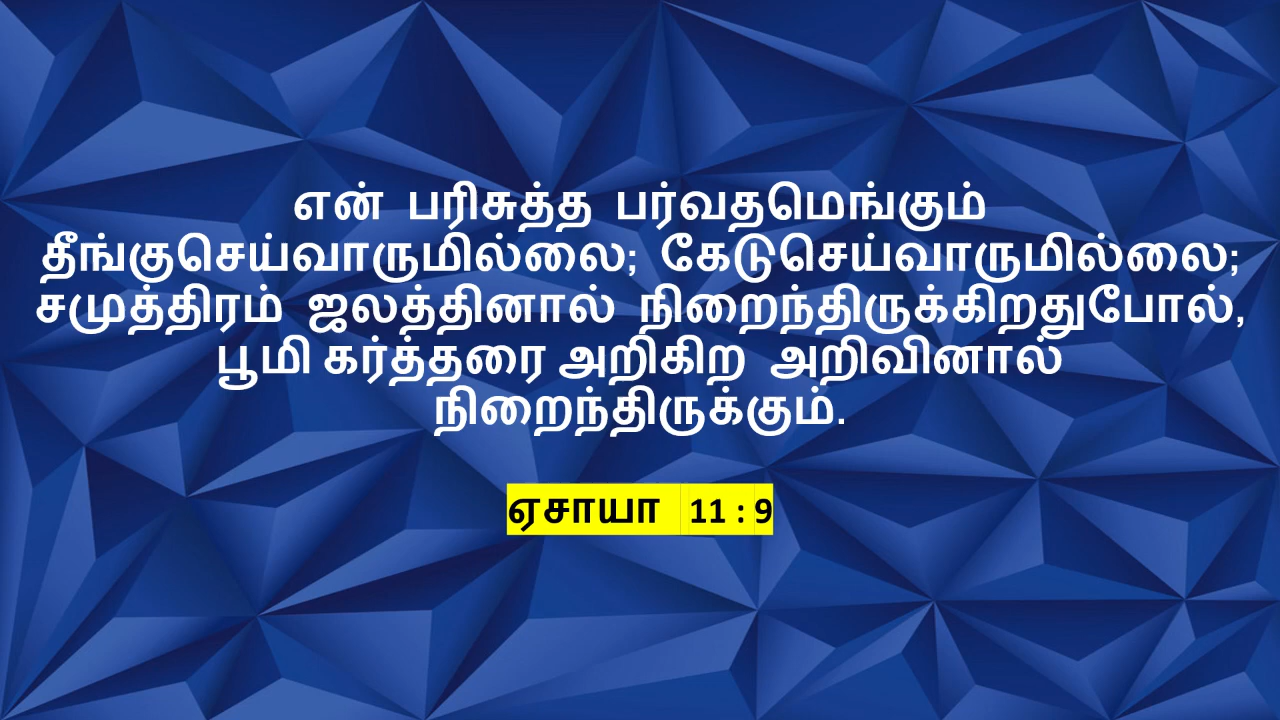 என் பரிசுத்த பர்வதமெங்கும்
தீங்குசெய்வாருமில்லை; கேடுசெய்வாருமில்லை;
சமுத்திரம் ஜலத்தினால் நிறைந்திருக்கிறதுபோல்,
பூமி கர்த்தரை அறிகிற அறிவினால்
நிறைந்திருக்கும்.
ஏசாயா 11 : 9